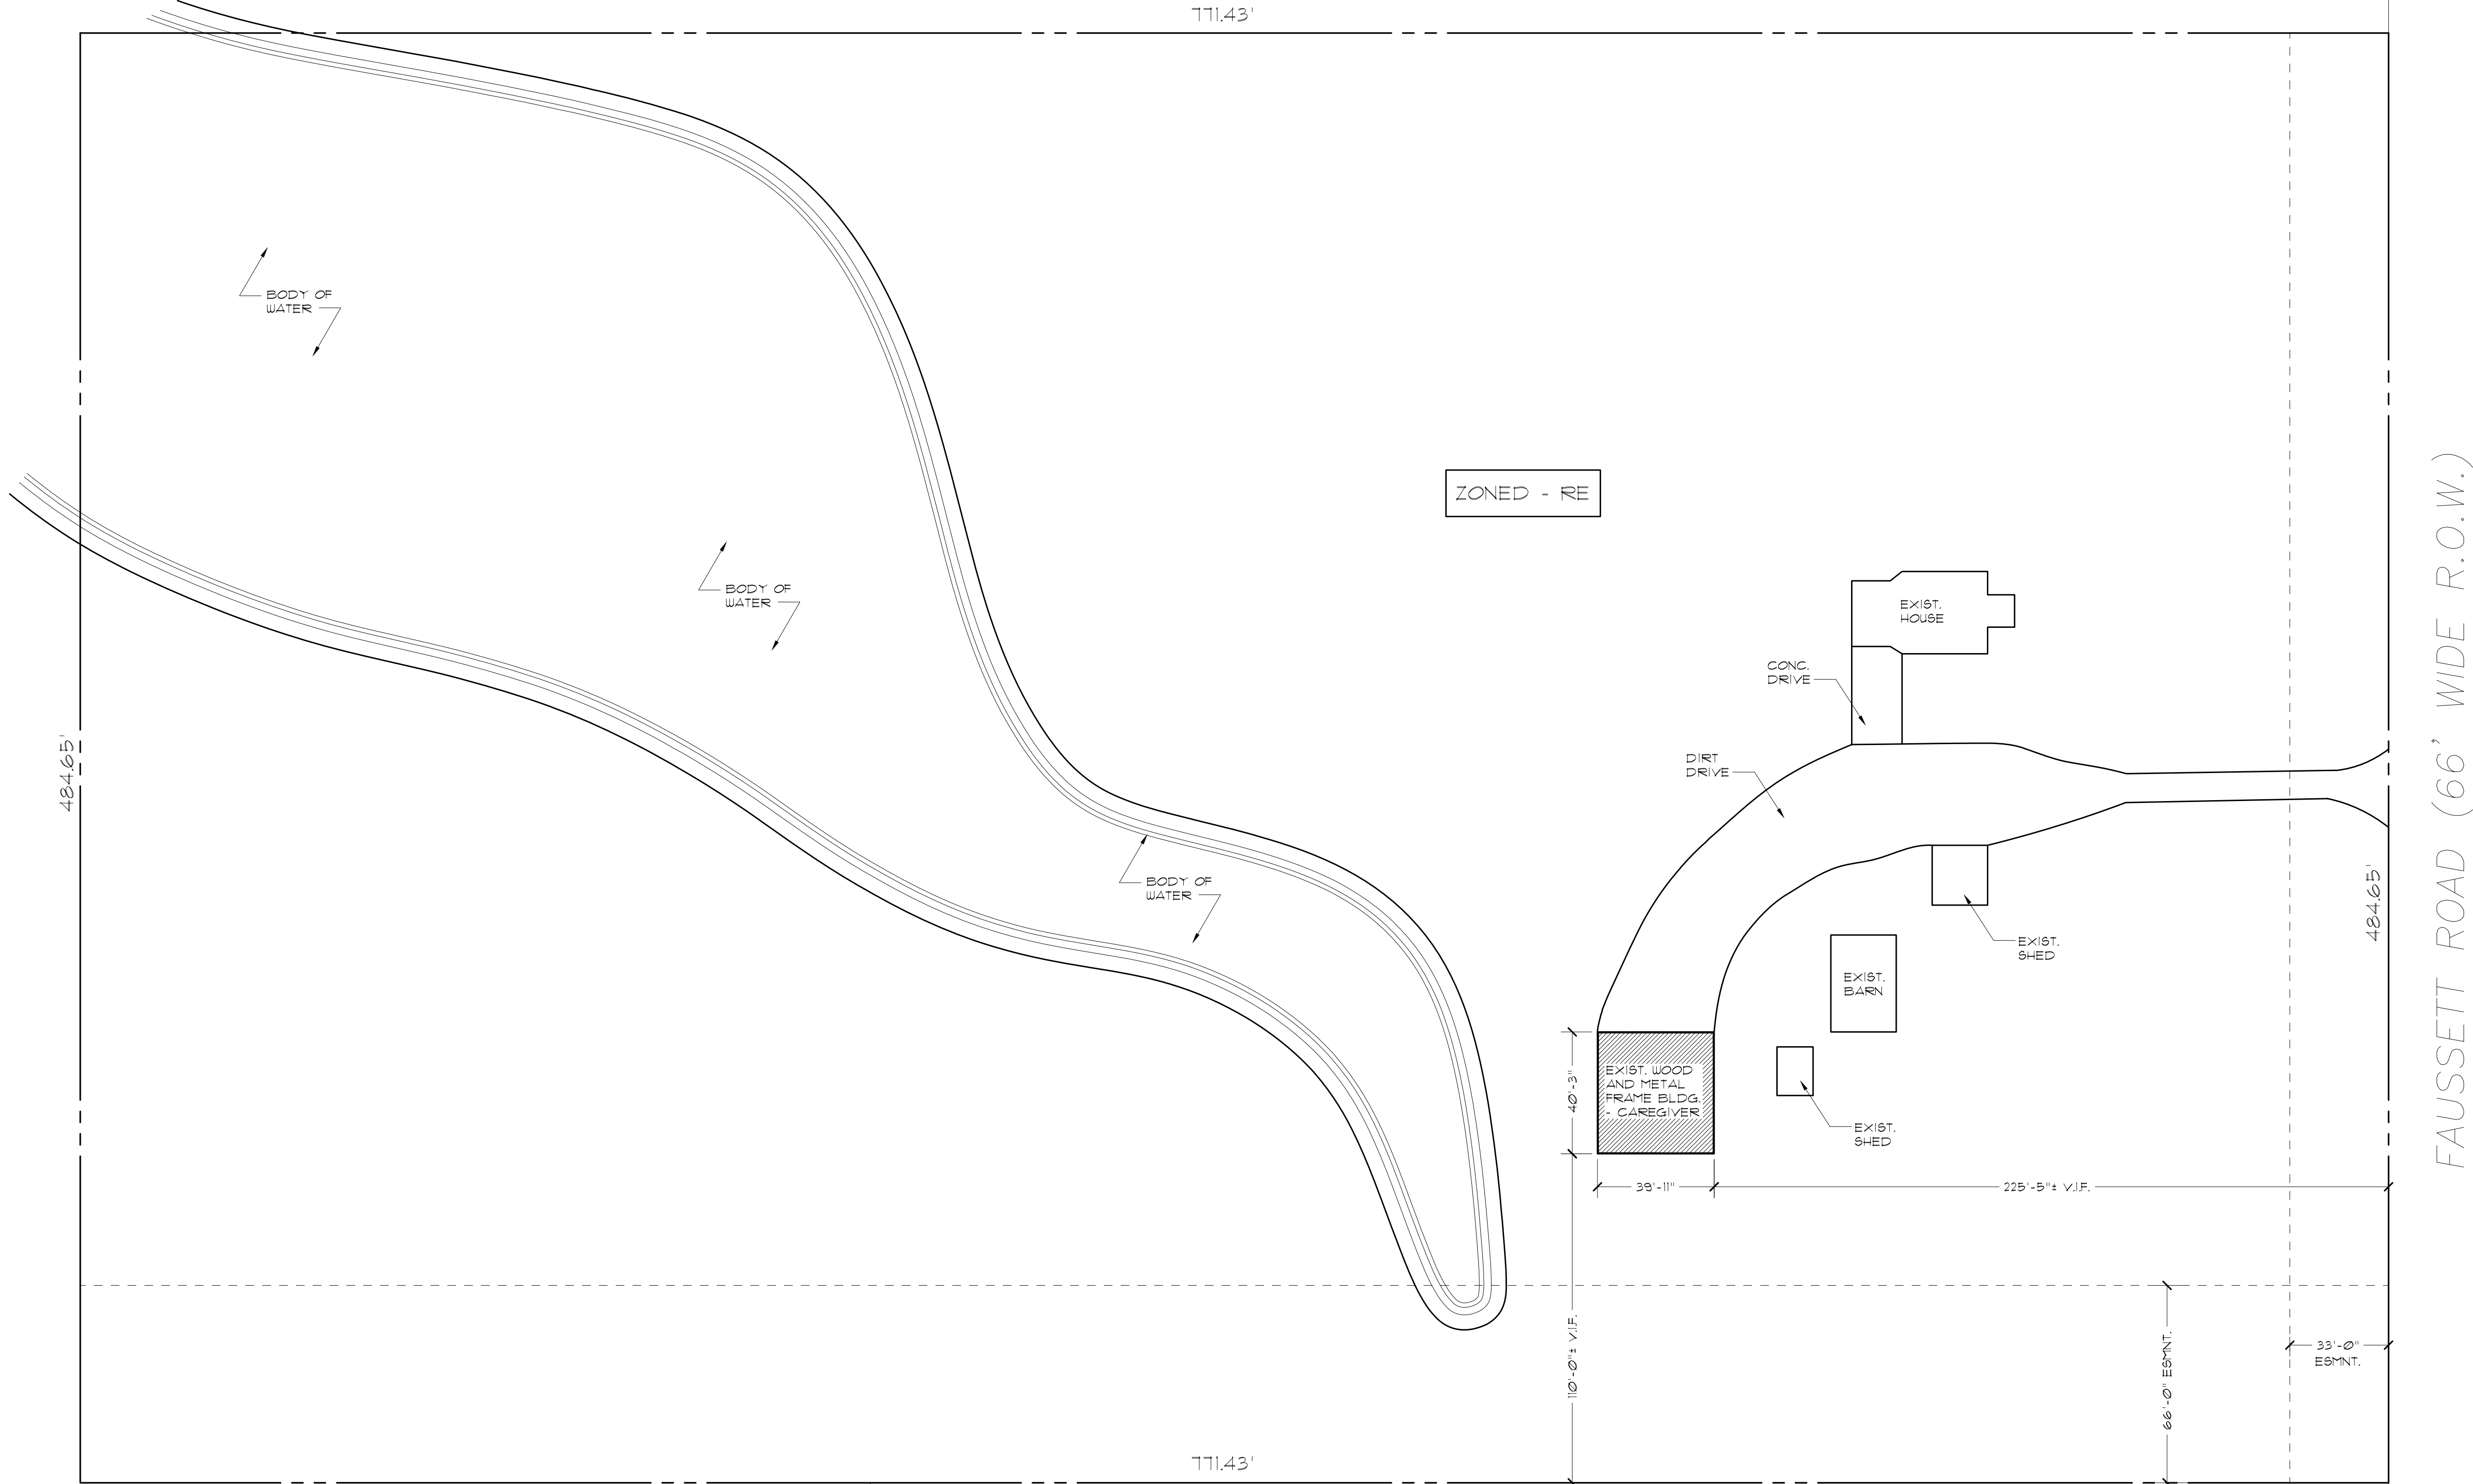 771.43'
BODY OF
WATER
ZONED - RE
BODY OF
WATER
EXIST.
HOUSE
CONC.
DRIVE
DIRT
DRIVE
484.65'
BODY OF
WATER
484.65'
FAUSSETT ROAD (66' WIDE R.O.W.)
EXIST.
SHED
EXIST.
BARN
40'-3"
EXIST. WOOD
AND METAL
FRAME BLDG.
- CAREGIVER
EXIST.
SHED
39'-11"
225'-5"± V.I.F.
110'-0"± V.I.F.
66'-0" ESMNT.
33'-0"
ESMNT.
771.43'